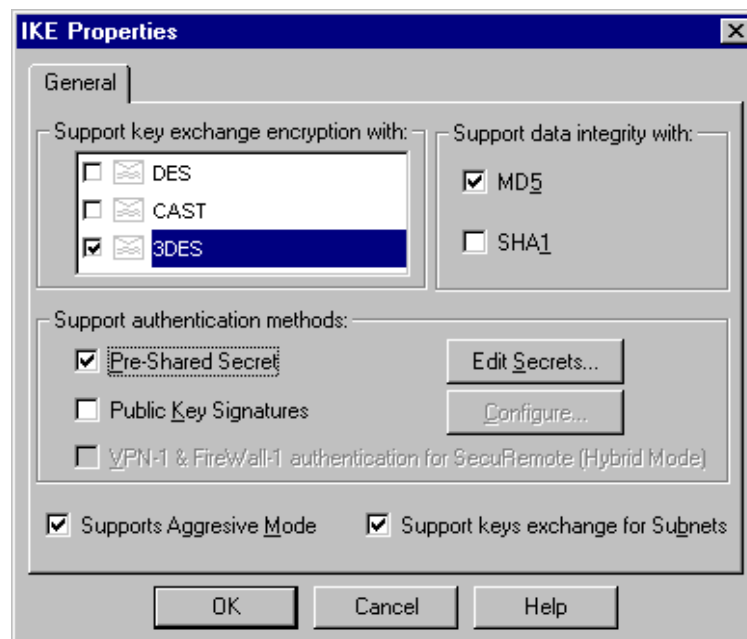 IKE Properties
General
Support key exchange encryption with:
DES
CAST
3DES
Support data integrity with:
MD5
SHA1
Support authentication methods:
Pre-Shared Secret
Edit Secrets...
Public Key Signatures
Configure...
VPN-1 & FireWall-1 authentication for SecuRemote (Hybrid Mode)
Supports Aggresive Mode
Support keys exchange for Subnets
OK
Cancel
Help